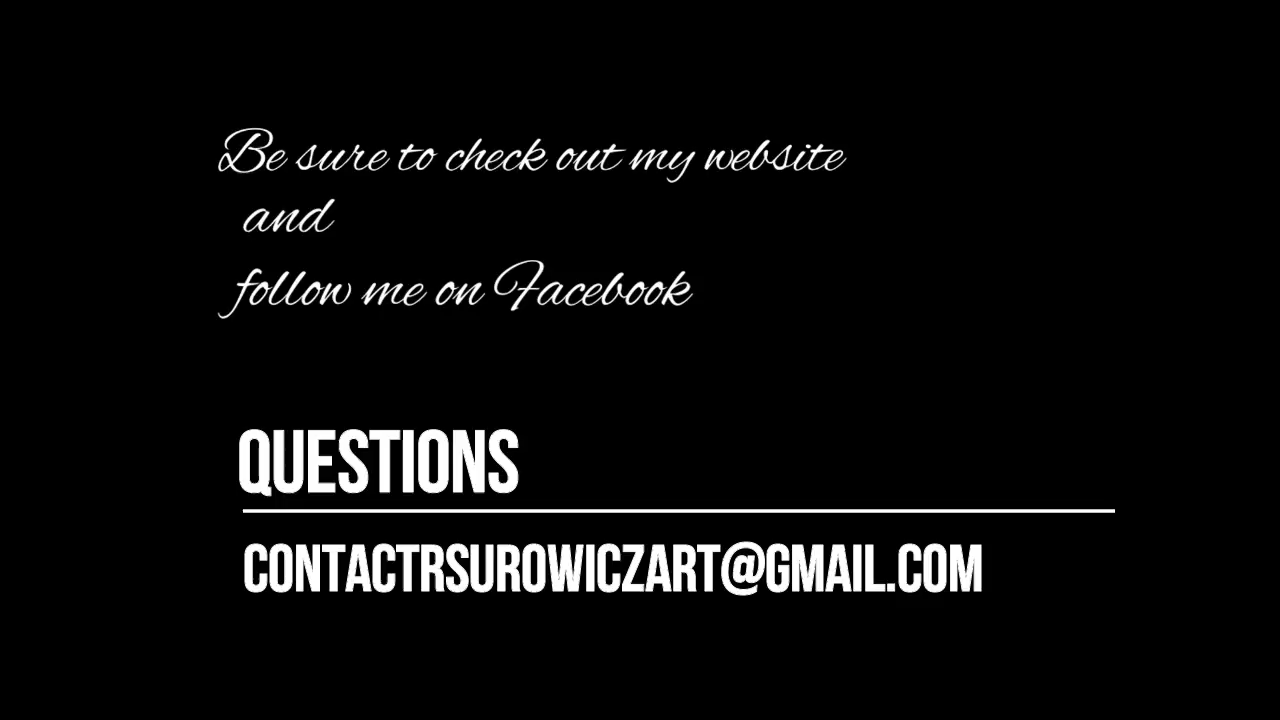 Be sure to check out my website
and
follow me on Facebook
QUESTIONS
CONTACTRSUROWICZART@GMAIL.COM